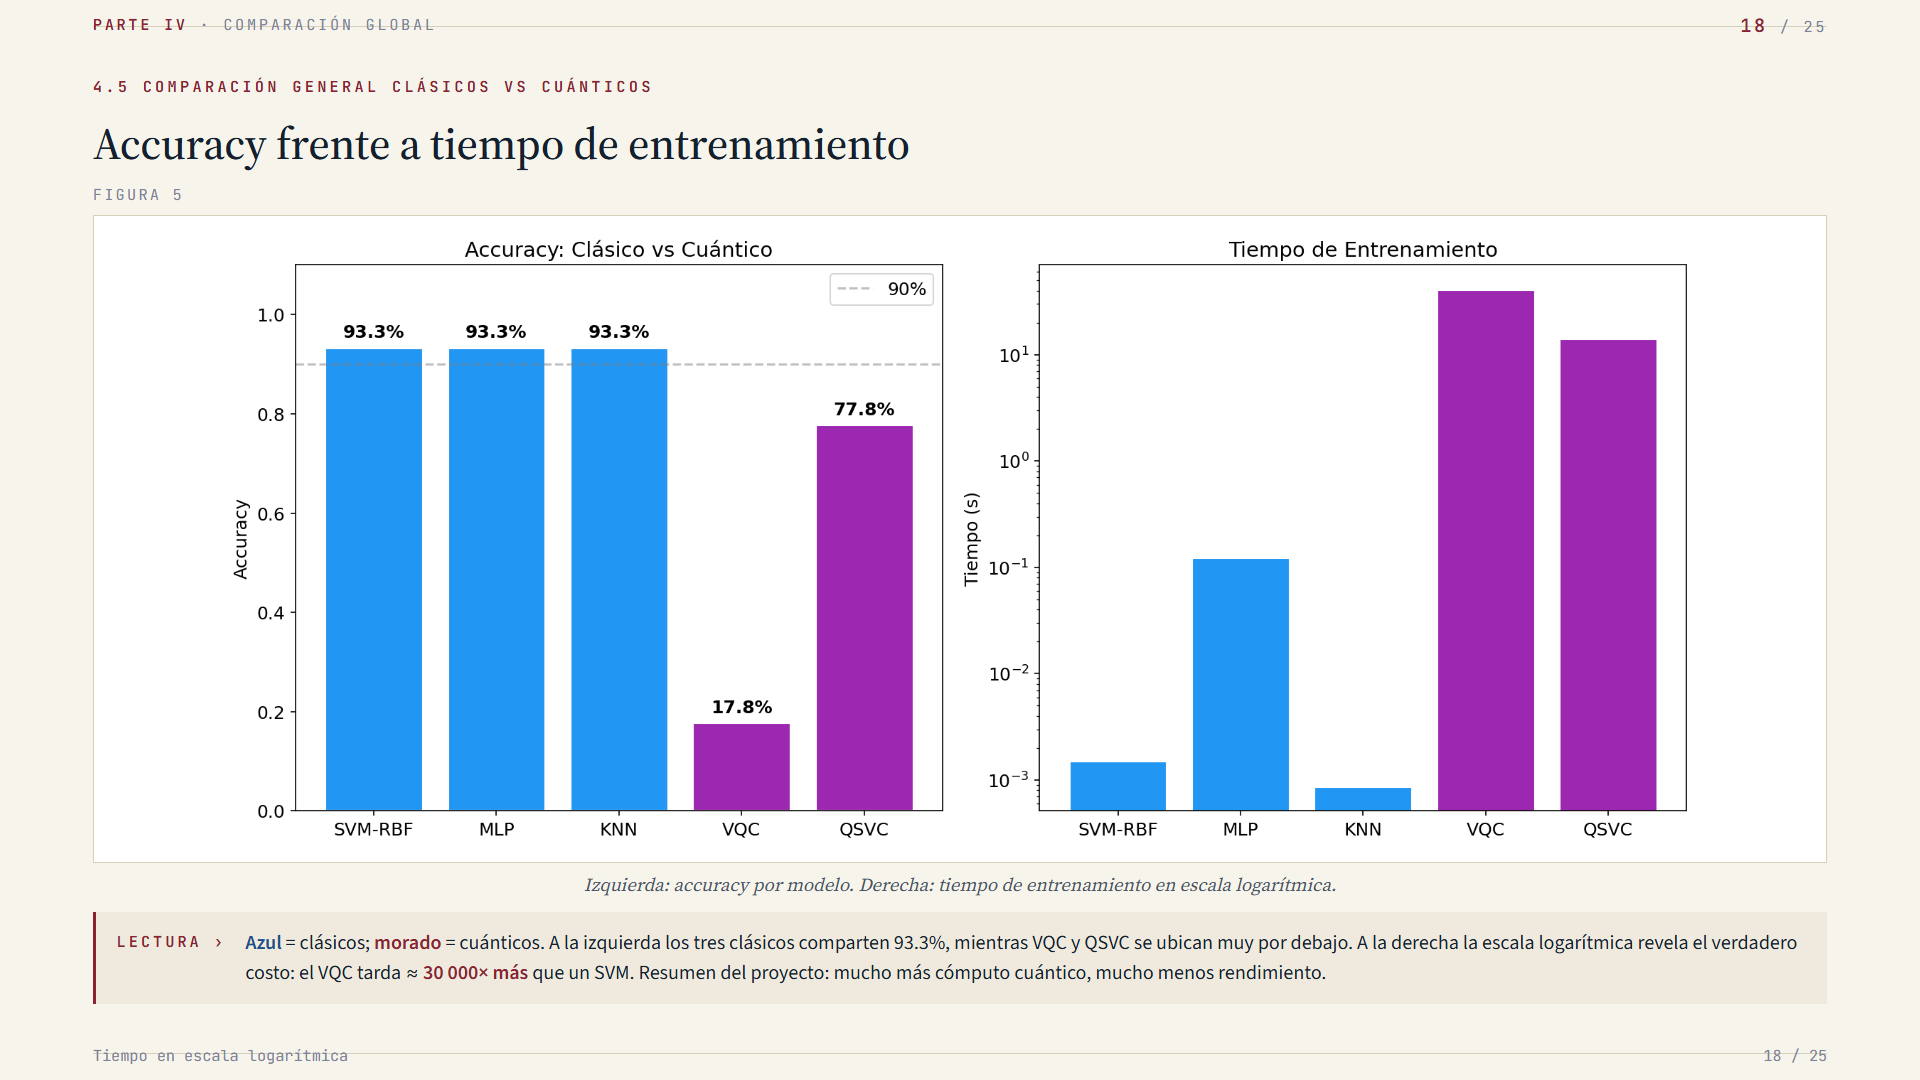 PARTE IV · COMPARACIÓN GLOBAL
18 / 25
4.5 COMPARACIÓN GENERAL CLÁSICOS VS CUÁNTICOS
Accuracy frente a tiempo de entrenamiento
FIGURA 5
Accuracy: Clásico vs Cuántico
90%
1.0
0.8
0.6
0.4
0.2
0.0
Accuracy
93.3%
93.3%
93.3%
17.8%
77.8%
SVM-RBF
MLP
KNN
VQC
QSVC
Tiempo de Entrenamiento
10¹
10⁰
10⁻¹
10⁻²
10⁻³
Tiempo (s)
SVM-RBF
MLP
KNN
VQC
QSVC
Izquierda: accuracy por modelo. Derecha: tiempo de entrenamiento en escala logarítmica.
LECTURA ›
Azul = clásicos; morado = cuánticos. A la izquierda los tres clásicos comparten 93.3%, mientras VQC y QSVC se ubican muy por debajo. A la derecha la escala logarítmica revela el verdadero
costo: el VQC tarda ≈ 30 000× más que un SVM. Resumen del proyecto: mucho más cómputo cuántico, mucho menos rendimiento.
Tiempo en escala logarítmica
18 / 25